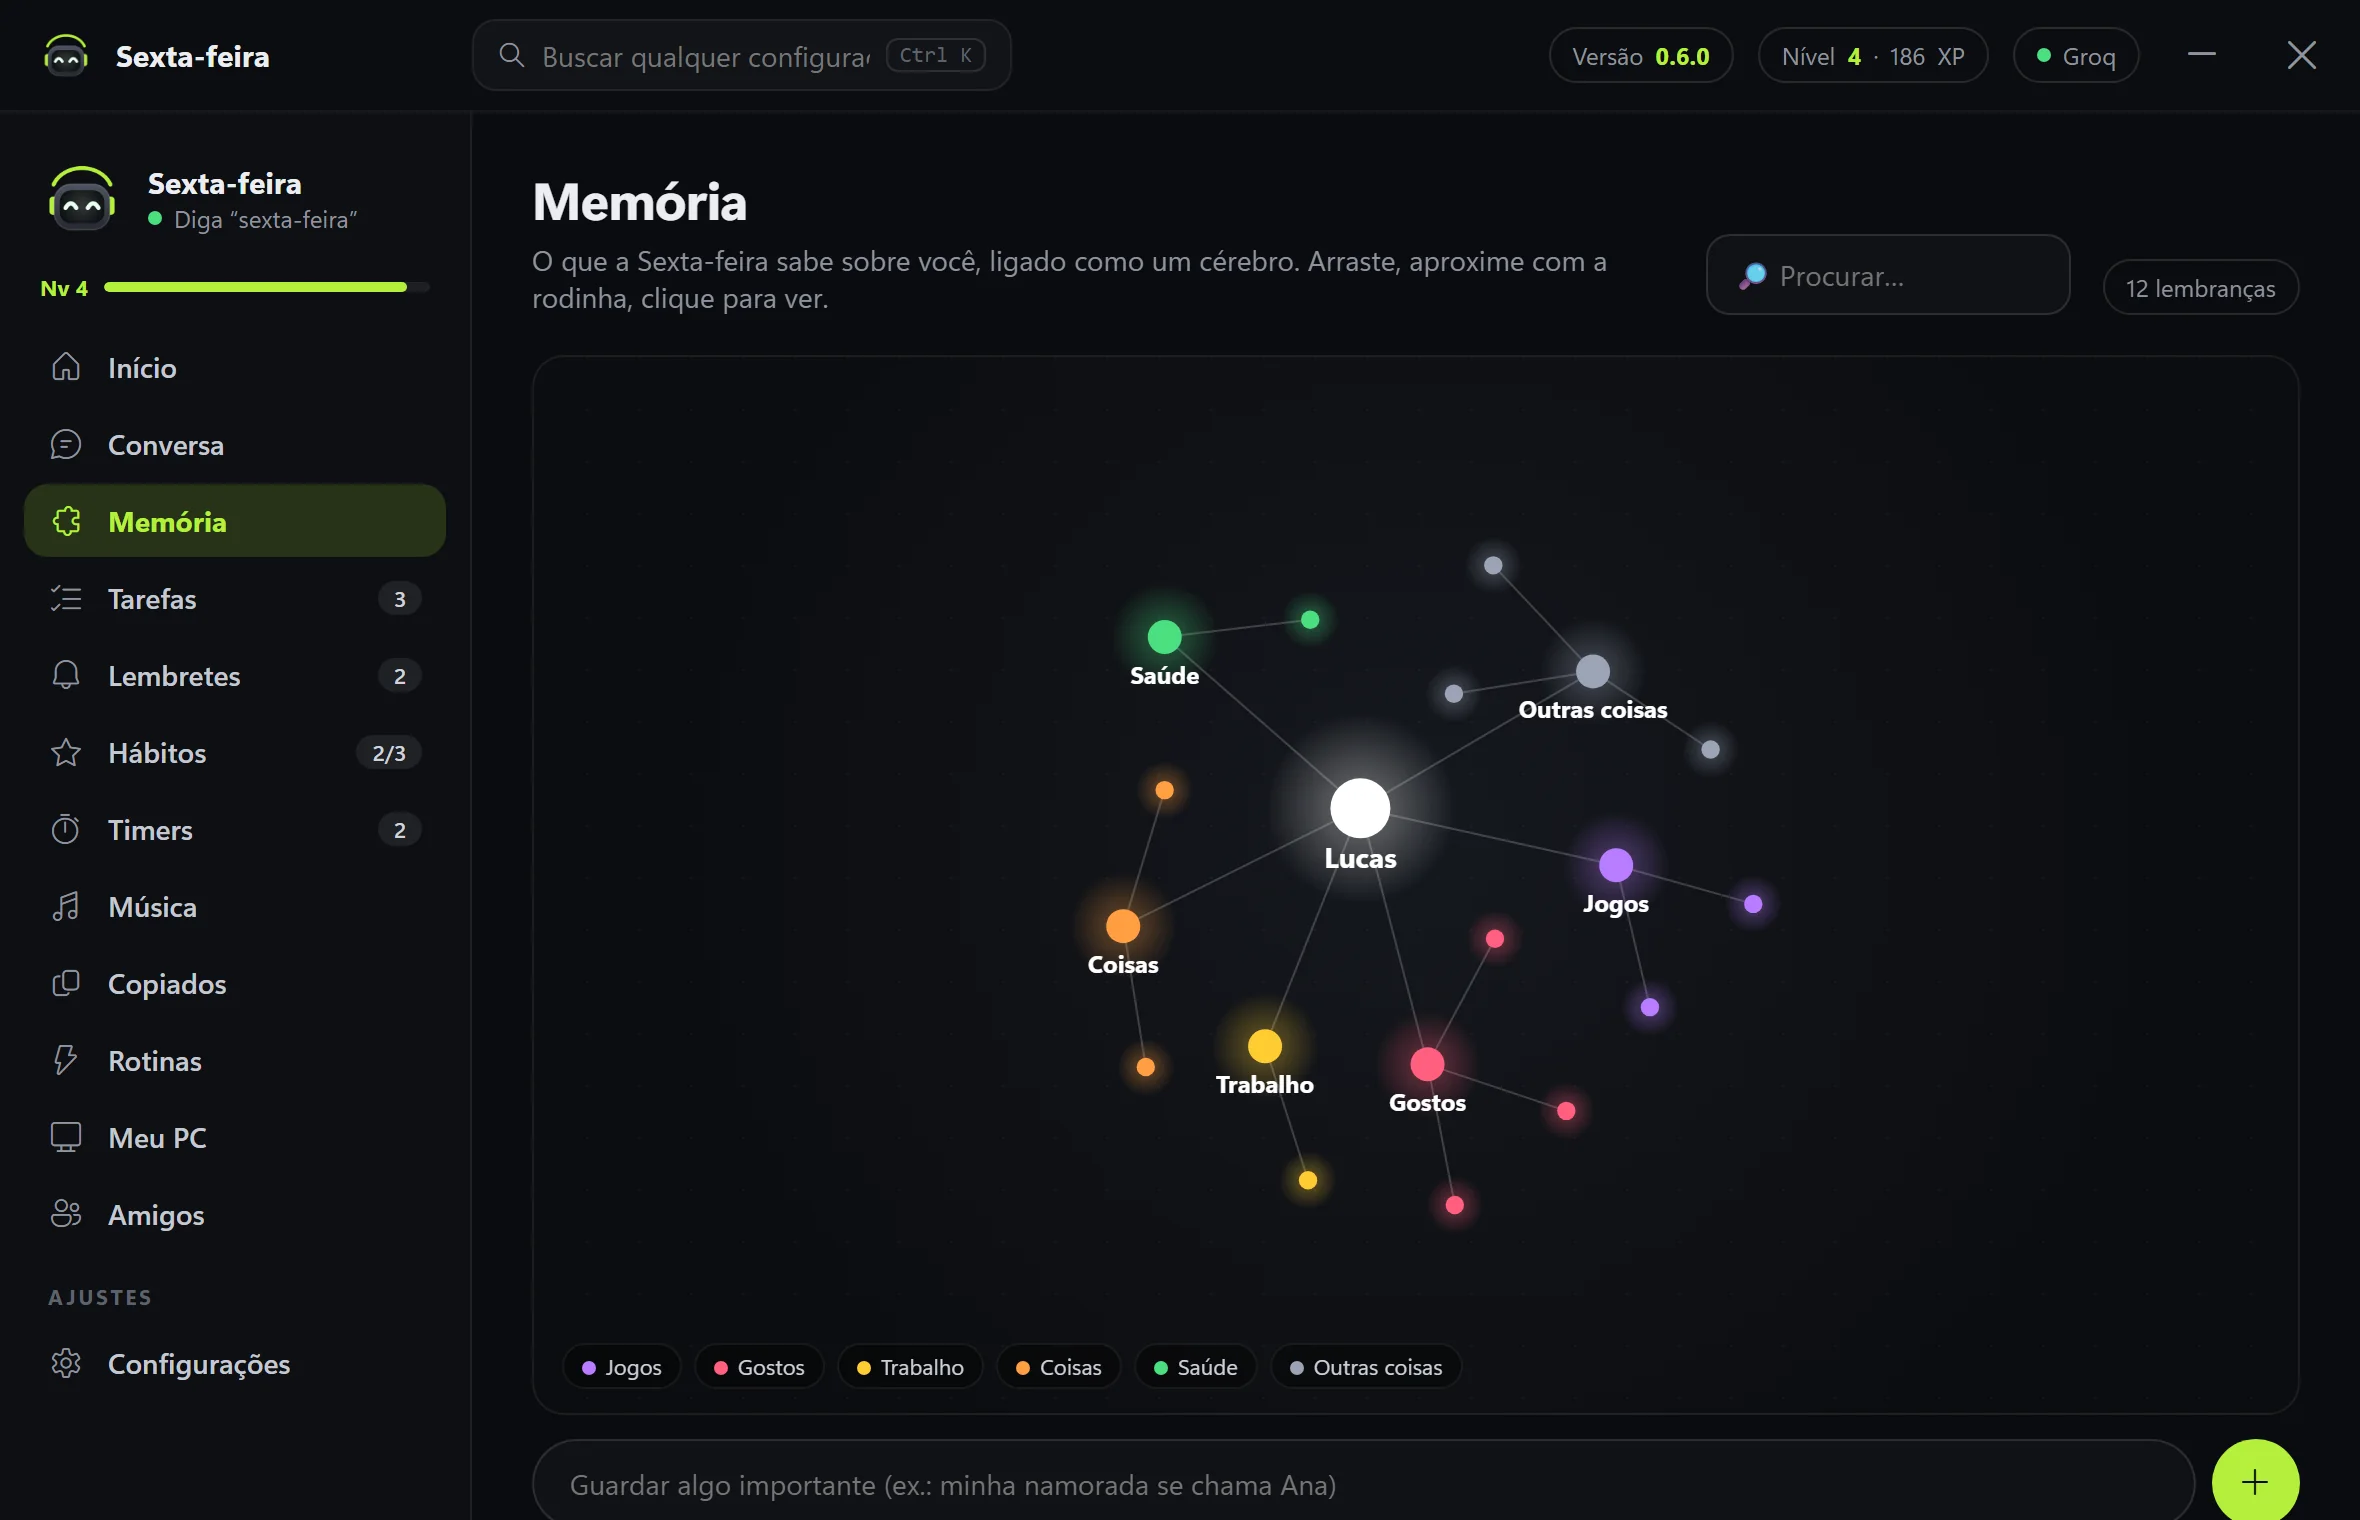 Sexta-feira
Buscar qualquer configura
Ctrl K
Versão 0.6.0
Nível 4 · 186 XP
Groq
Sexta-feira
Diga “sexta-feira”
Nv 4
Início
Conversa
Memória
Tarefas 3
Lembretes 2
Hábitos 2/3
Timers 2
Música
Copiados
Rotinas
Meu PC
Amigos
AJUSTES
Configurações
Memória
O que a Sexta-feira sabe sobre você, ligado como um cérebro. Arraste, aproxime com a
rodinha, clique para ver.
Procurar...
12 lembranças
Saúde
Outras coisas
Lucas
Jogos
Coisas
Trabalho
Gostos
Jogos
Gostos
Trabalho
Coisas
Saúde
Outras coisas
Guardar algo importante (ex.: minha namorada se chama Ana)